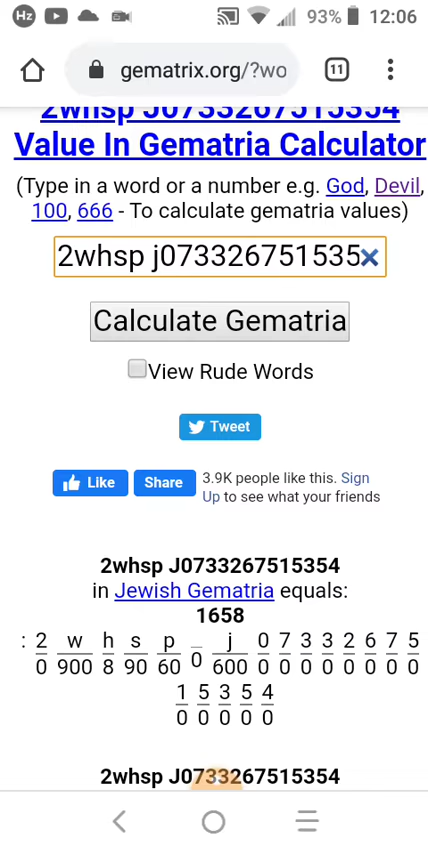 Hz 93% 12:06
gematrix.org/?wo 11
2whsp J0733267515354
Value In Gematria Calculator
(Type in a word or a number e.g. God, Devil,
100, 666 - To calculate gematria values)
2whsp j073326751535
Calculate Gematria
View Rude Words
Tweet
Like Share 3.9K people like this. Sign
Up to see what your friends
2whsp J0733267515354
in Jewish Gematria equals:
1658
: 2 w h s p _ j 0 7 3 3 2 6 7 5
0 900 8 90 60 0 600 0 0 0 0 0 0 0 0
1 5 3 5 4
0 0 0 0 0
2whsp J0733267515354